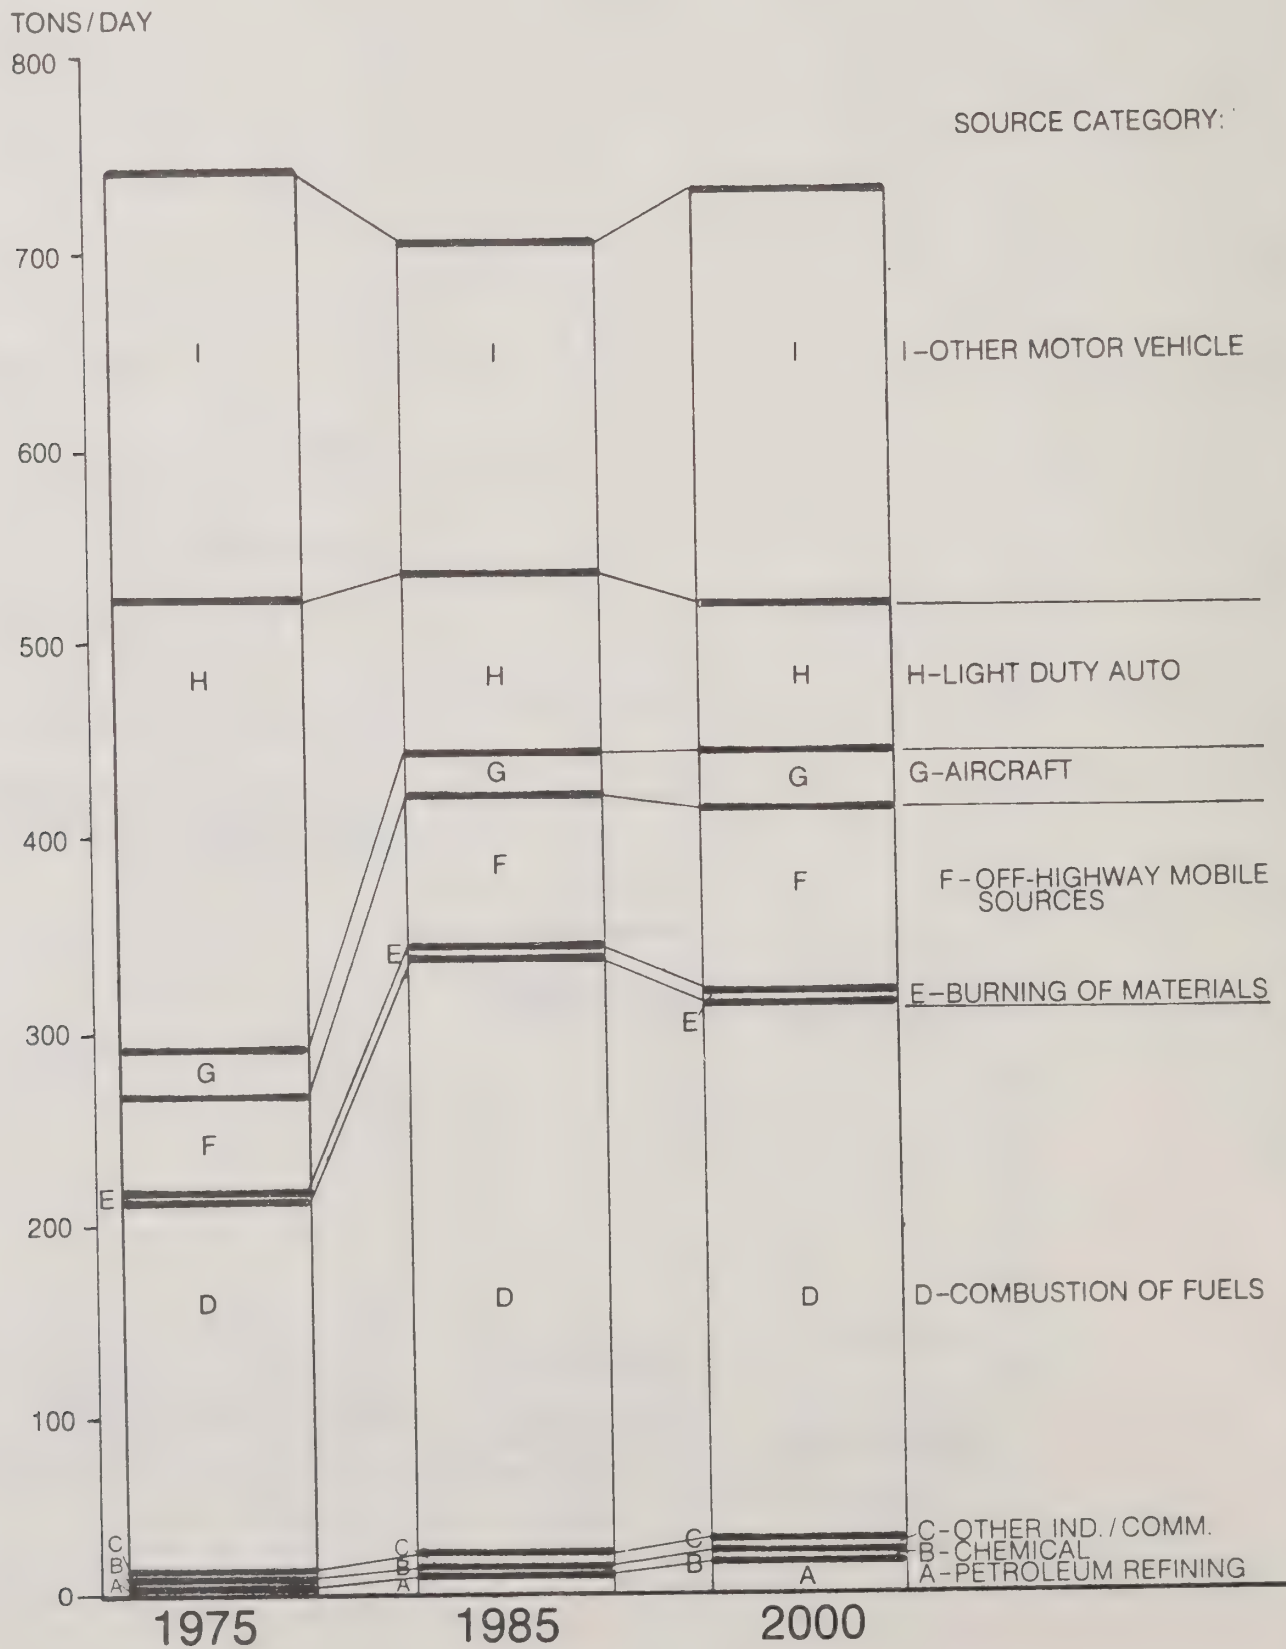 TONS/DAY
800
SOURCE CATEGORY:
700
I
I
I
I-OTHER MOTOR VEHICLE
600
500
H
H
H
H-LIGHT DUTY AUTO
G
G
G-AIRCRAFT
400
F
F
F-OFF-HIGHWAY MOBILE
SOURCES
E
E
E-BURNING OF MATERIALS
300
G
F
E
200
D
D
D
D-COMBUSTION OF FUELS
100
C
C
C
C-OTHER IND./COMM.
B
B
B
B-CHEMICAL
A
A
A
A-PETROLEUM REFINING
0
1975
1985
2000